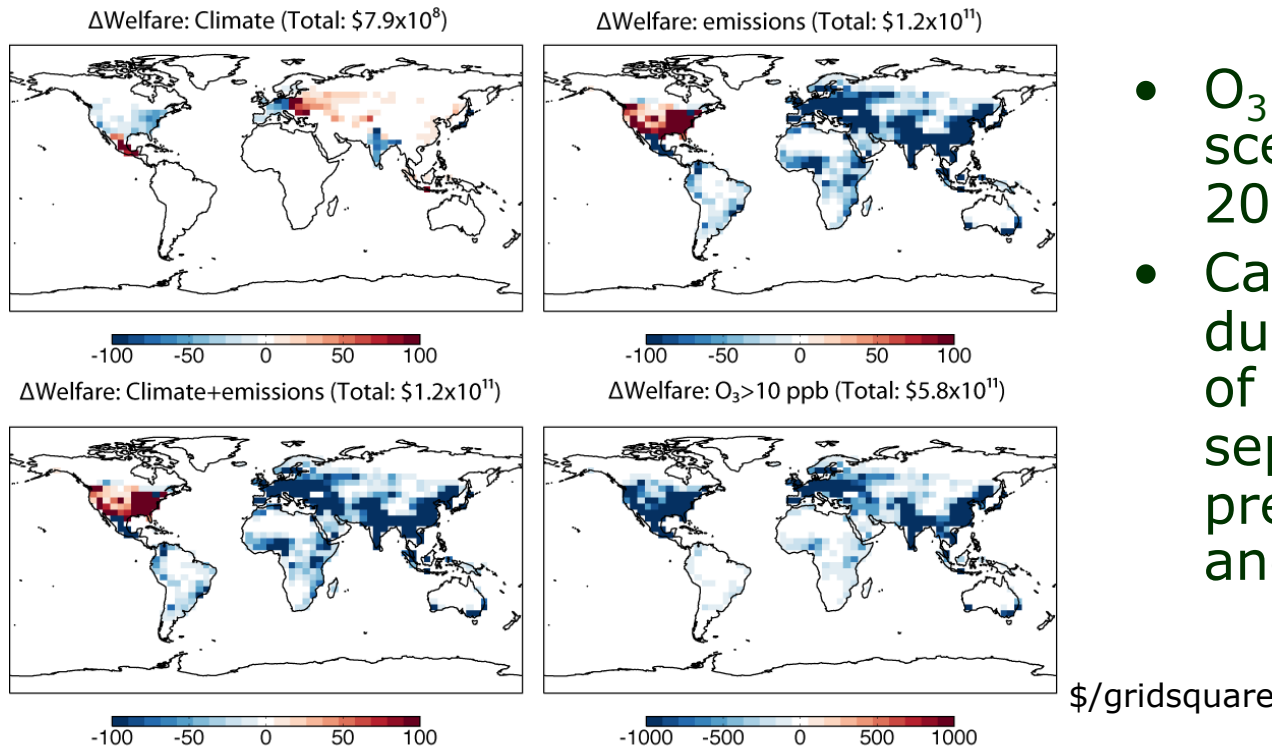 ΔWelfare: Climate (Total: $7.9x10⁸)
ΔWelfare: emissions (Total: $1.2x10¹¹)
-100 -50 0 50 100
-100 -50 0 50 100
ΔWelfare: Climate+emissions (Total: $1.2x10¹¹)
ΔWelfare: O₃>10 ppb (Total: $5.8x10¹¹)
-100 -50 0 50 100
-1000 -500 0 500 1000
$/gridsquare
• O₃
sce
20
• Ca
du
of
sep
pre
an